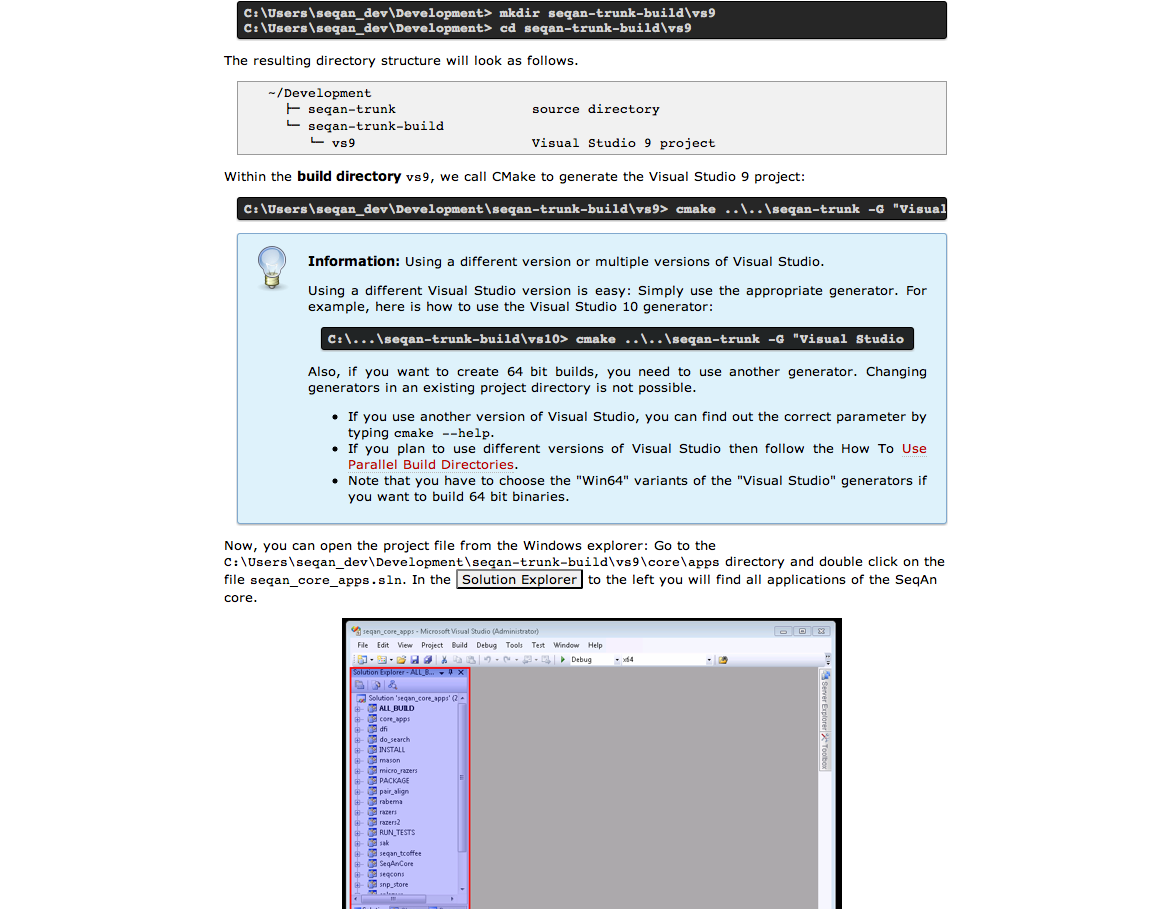 C:\Users\seqan_dev\Development> mkdir seqan-trunk-build\vs9
C:\Users\seqan_dev\Development> cd seqan-trunk-build\vs9
The resulting directory structure will look as follows.
~/Development
├─ seqan-trunk source directory
└─ seqan-trunk-build
└─ vs9 Visual Studio 9 project
Within the build directory vs9, we call CMake to generate the Visual Studio 9 project:
C:\Users\seqan_dev\Development\seqan-trunk-build\vs9> cmake ..\..\seqan-trunk -G "Visual
Information: Using a different version or multiple versions of Visual Studio.
Using a different Visual Studio version is easy: Simply use the appropriate generator. For
example, here is how to use the Visual Studio 10 generator:
C:\...\seqan-trunk-build\vs10> cmake ..\..\seqan-trunk -G "Visual Studio
Also, if you want to create 64 bit builds, you need to use another generator. Changing
generators in an existing project directory is not possible.
• If you use another version of Visual Studio, you can find out the correct parameter by
typing cmake --help.
• If you plan to use different versions of Visual Studio then follow the How To Use
Parallel Build Directories.
• Note that you have to choose the "Win64" variants of the "Visual Studio" generators if
you want to build 64 bit binaries.
Now, you can open the project file from the Windows explorer: Go to the
C:\Users\seqan_dev\Development\seqan-trunk-build\vs9\core\apps directory and double click on the
file seqan_core_apps.sln. In the Solution Explorer to the left you will find all applications of the SeqAn
core.
seqan_core_apps - Microsoft Visual Studio (Administrator)
File Edit View Project Build Debug Tools Test Window Help
Debug x64
Solution Explorer - ALL_B...
Solution 'seqan_core_apps' (2
ALL_BUILD
core_apps
dfi
do_search
INSTALL
mason
micro_razers
PACKAGE
pair_align
rabema
razers
razers2
RUN_TESTS
sak
seqan_tcoffee
SeqAnCore
seqcons
snp_store
Server Explorer
Toolbox